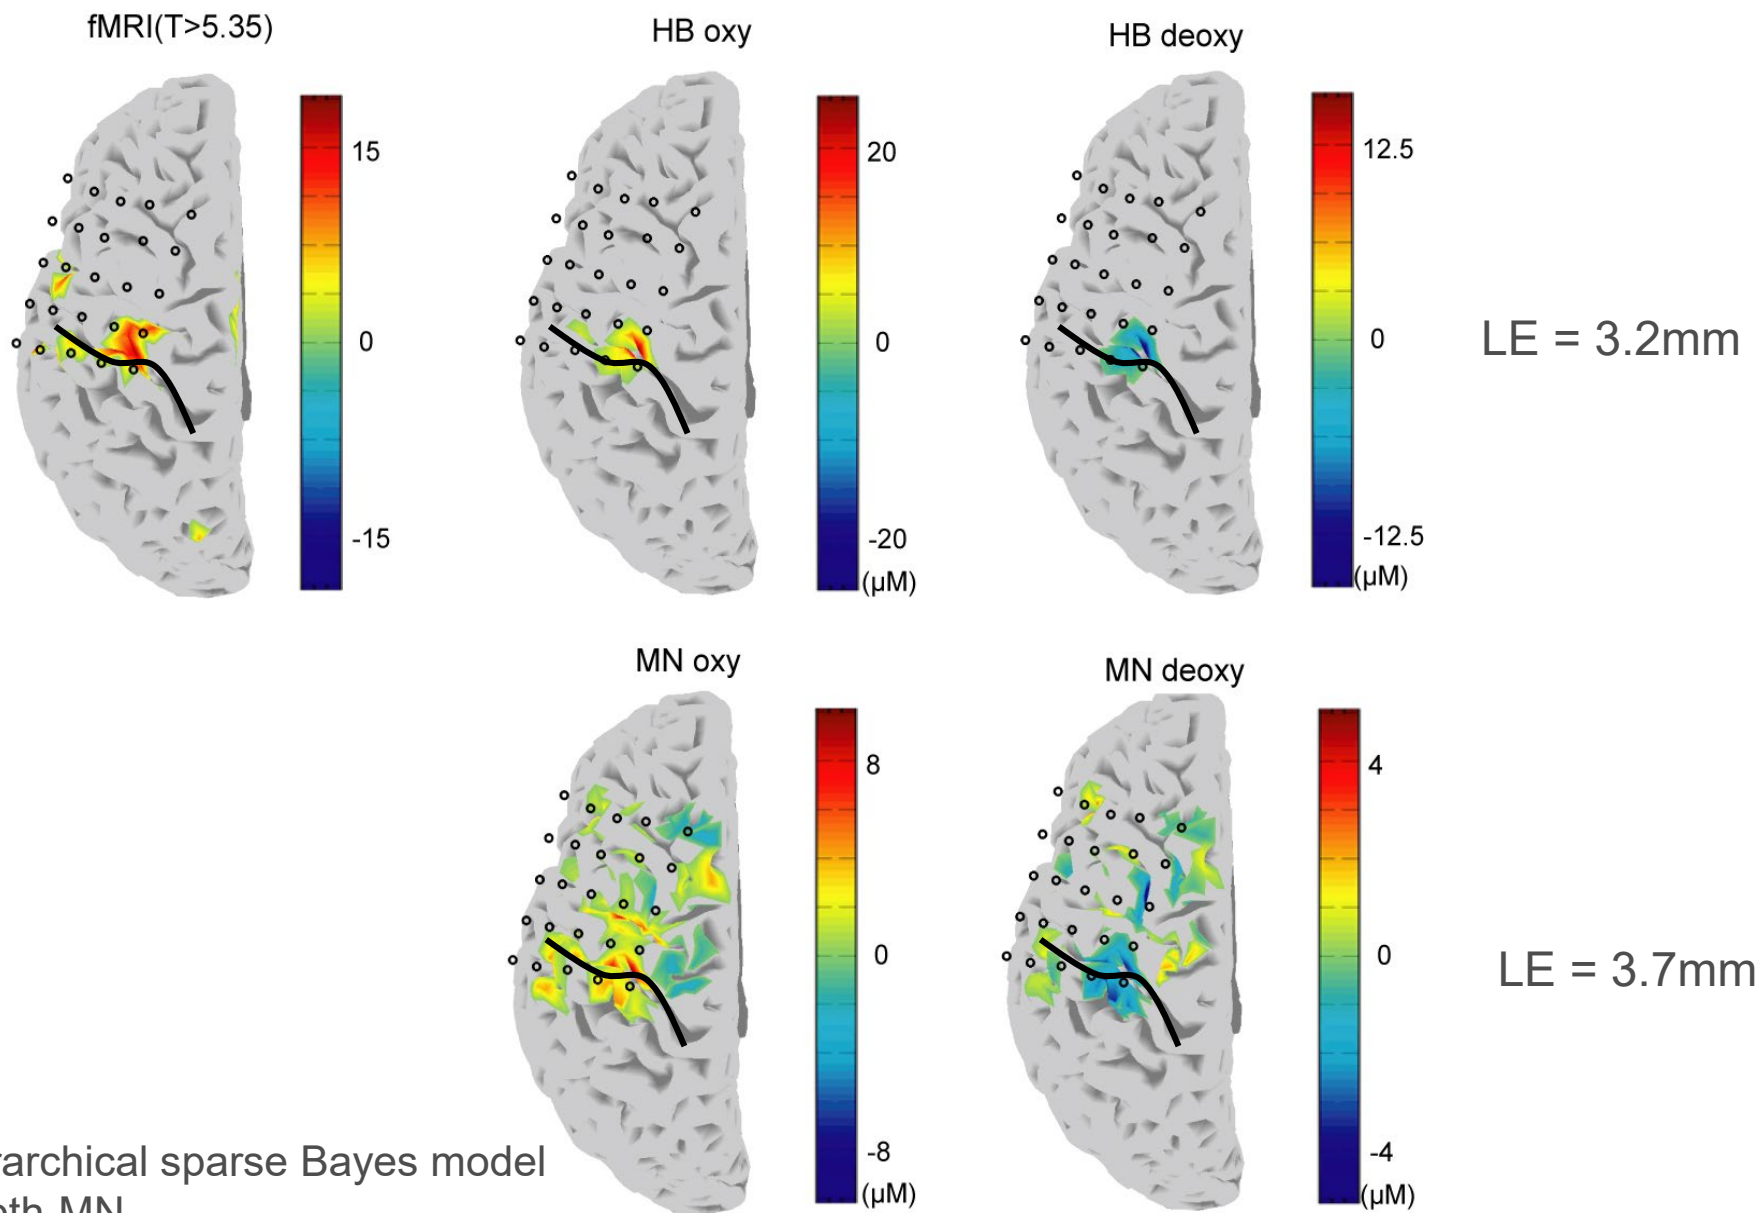 fMRI(T>5.35)
HB oxy
HB deoxy
15
0
-15
20
0
-20
(μM)
12.5
0
-12.5
(μM)
LE = 3.2mm
MN oxy
MN deoxy
8
0
-8
(μM)
4
0
-4
(μM)
LE = 3.7mm
rarchical sparse Bayes model
MN